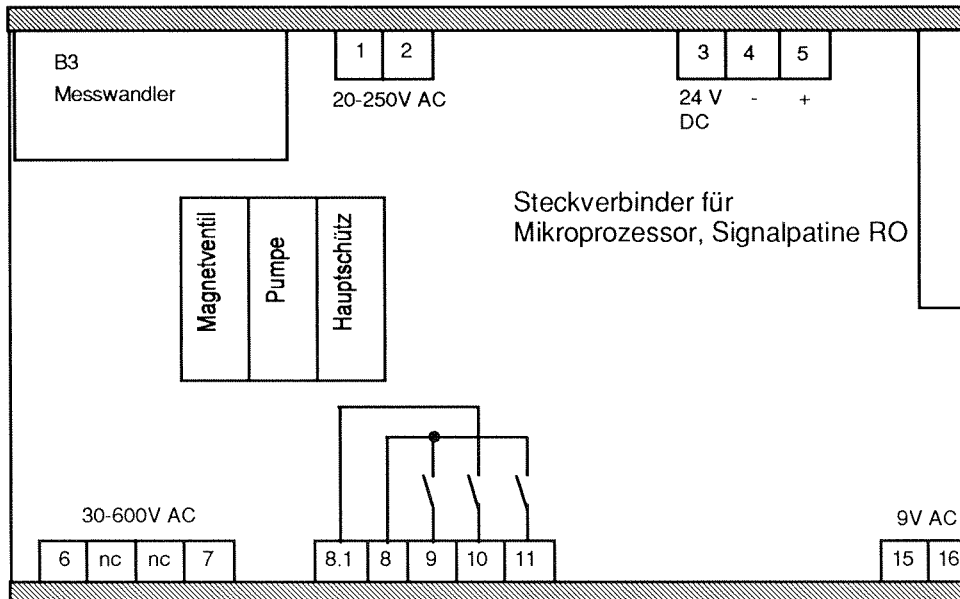 B3
Messwandler
1 2
20-250V AC
3 4 5
24 V - +
DC
Steckverbinder für
Mikroprozessor, Signalpatine RO
Magnetventil
Pumpe
Hauptschütz
30-600V AC
6 nc nc 7
8.1 8 9 10 11
9V AC
15 16